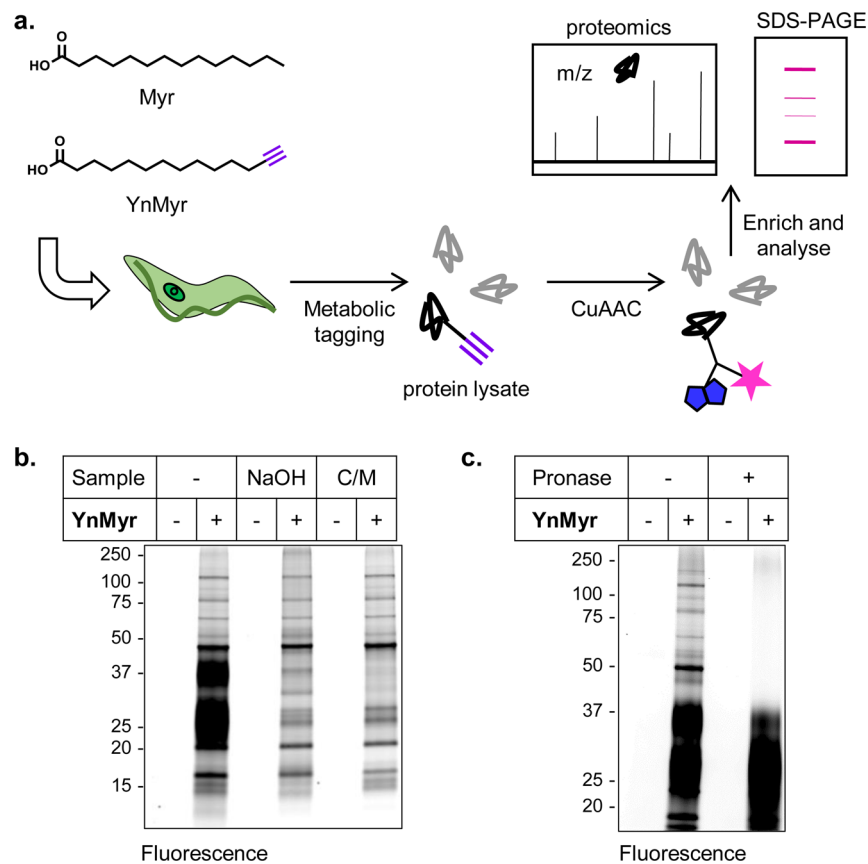 a.
O
HO
Myr
O
HO
YnMyr
Metabolic
tagging
protein lysate
CuAAC
Enrich and
analyse
proteomics
m/z
SDS-PAGE
b.
Sample - NaOH C/M
YnMyr - + - + - +
250 -
100 -
75 -
50 -
37 -
25 -
20 -
15 -
Fluorescence
c.
Pronase - +
YnMyr - + - +
250 -
100 -
75 -
50 -
37 -
25 -
20 -
Fluorescence